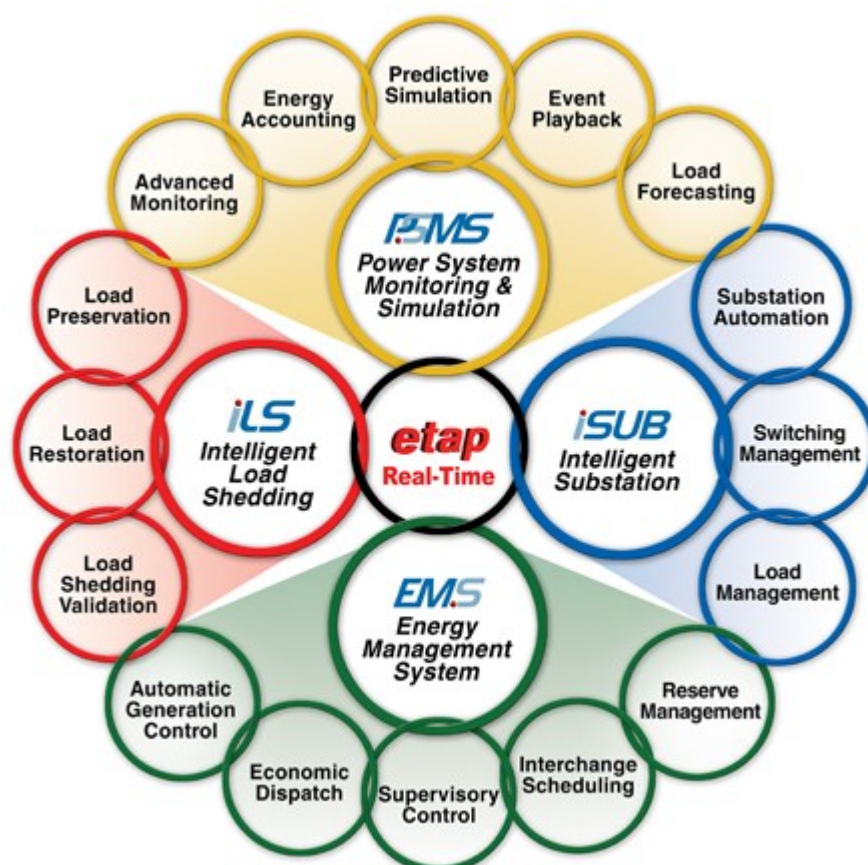 Predictive
Simulation
Energy
Accounting
Event
Playback
Advanced
Monitoring
Load
Forecasting
PSMS
Power System
Monitoring &
Simulation
Load
Preservation
Substation
Automation
iLS
Intelligent
Load
Shedding
etap
Real-Time
iSUB
Intelligent
Substation
Load
Restoration
Switching
Management
Load
Shedding
Validation
Load
Management
EMS
Energy
Management
System
Automatic
Generation
Control
Reserve
Management
Economic
Dispatch
Supervisory
Control
Interchange
Scheduling